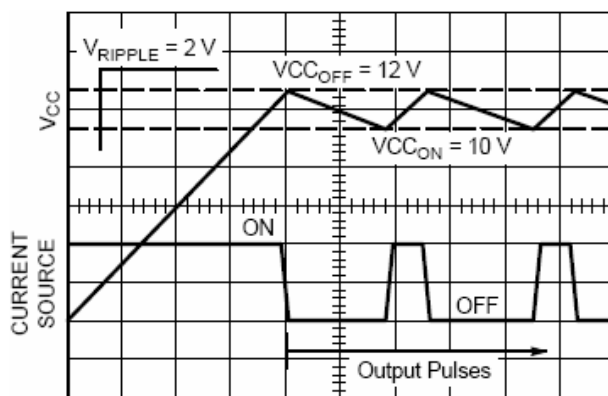 V_RIPPLE = 2 V
VCC_OFF = 12 V
V_CC
VCC_ON = 10 V
ON
CURRENT
SOURCE
OFF
Output Pulses